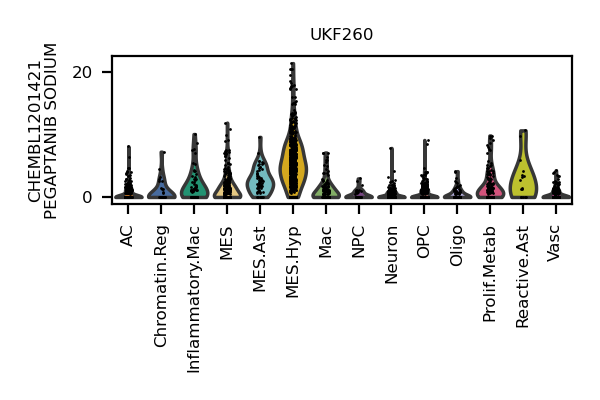 UKF260
CHEMBL1201421
PEGAPTANIB SODIUM
20
0
AC
Chromatin.Reg
Inflammatory.Mac
MES
MES.Ast
MES.Hyp
Mac
NPC
Neuron
OPC
Oligo
Prolif.Metab
Reactive.Ast
Vasc